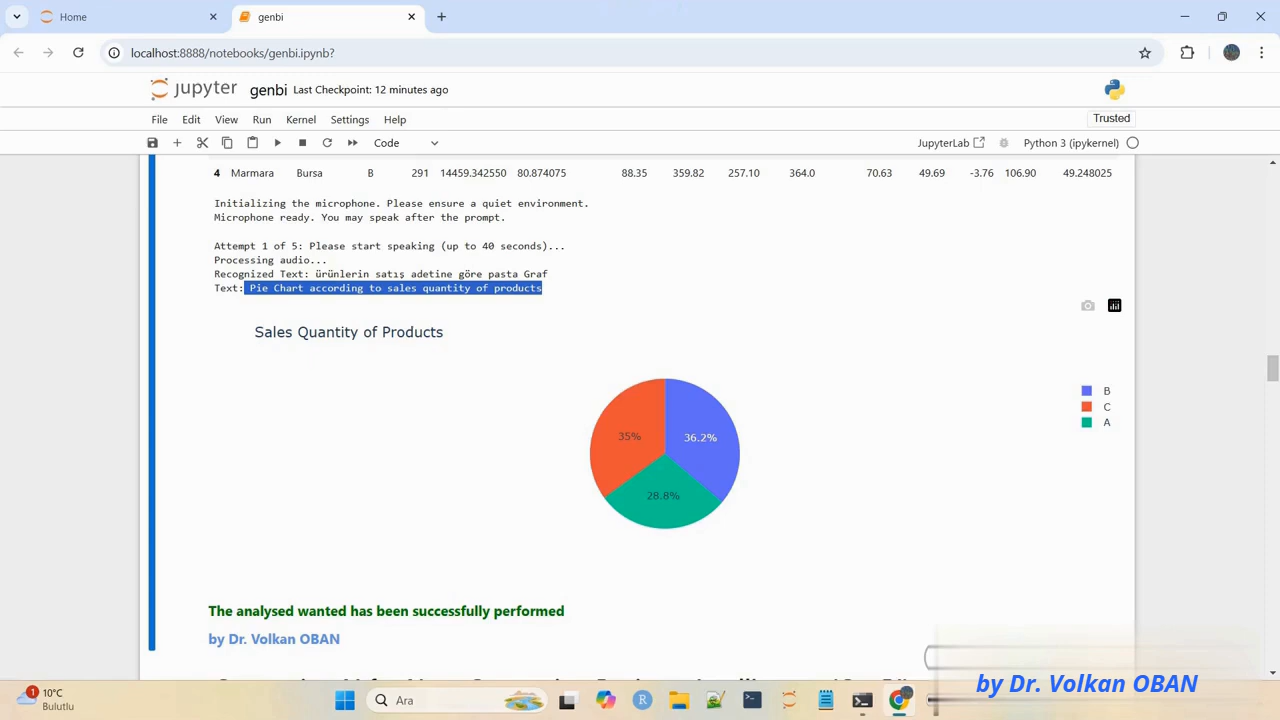 Home
genbi
localhost:8888/notebooks/genbi.ipynb?
jupyter genbi Last Checkpoint: 12 minutes ago
File Edit View Run Kernel Settings Help
Trusted
Code
JupyterLab
Python 3 (ipykernel)
4 Marmara Bursa B 291 14459.342550 80.874075 88.35 359.82 257.10 364.0 70.63 49.69 -3.76 106.90 49.248025
Initializing the microphone. Please ensure a quiet environment.
Microphone ready. You may speak after the prompt.
Attempt 1 of 5: Please start speaking (up to 40 seconds)...
Processing audio...
Recognized Text: ürünlerin satış adetine göre pasta Graf
Text: Pie Chart according to sales quantity of products
Sales Quantity of Products
B
C
A
35%
36.2%
28.8%
The analysed wanted has been successfully performed
by Dr. Volkan OBAN
by Dr. Volkan OBAN
1
10°C
Bulutlu
Ara
R